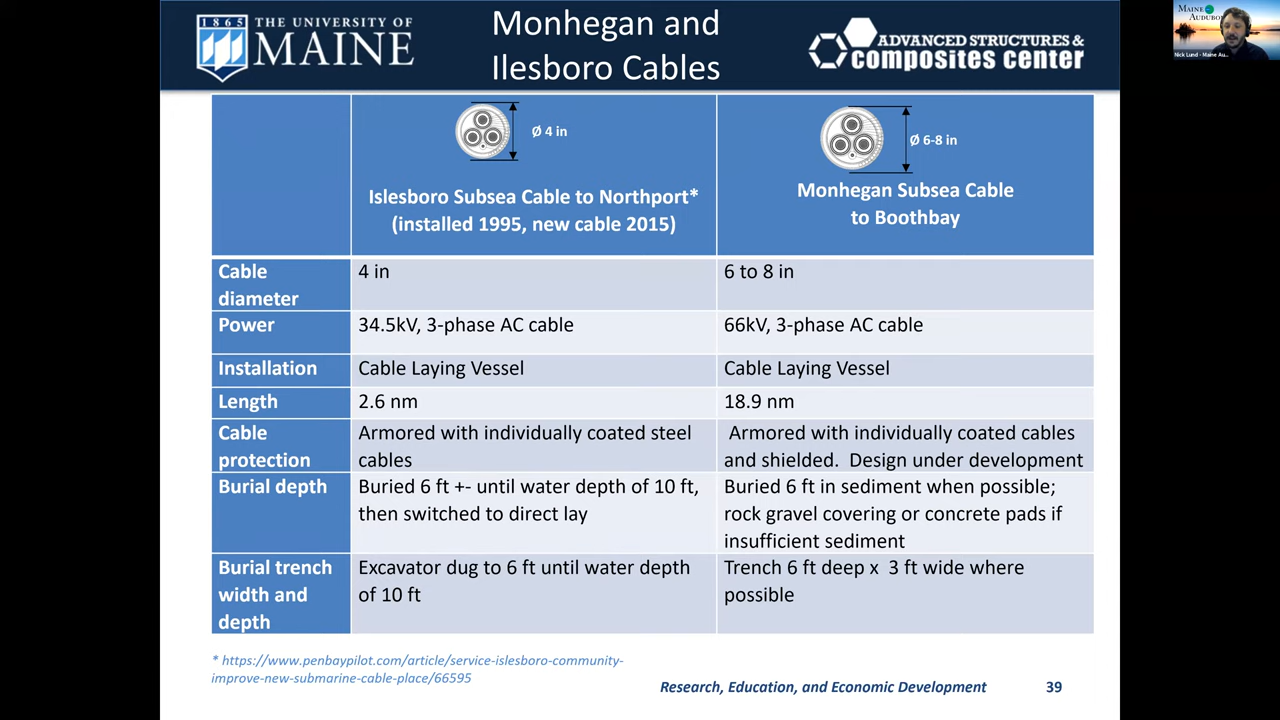 1865
THE UNIVERSITY OF
MAINE
Monhegan and
Ilesboro Cables
ADVANCED STRUCTURES &
composites center
MAINE
AUDUBON
Nick Lund - Maine Au...
Ø 4 in
Islesboro Subsea Cable to Northport*
(installed 1995, new cable 2015)
Ø 6-8 in
Monhegan Subsea Cable
to Boothbay
Cable
diameter
4 in
6 to 8 in
Power
34.5kV, 3-phase AC cable
66kV, 3-phase AC cable
Installation
Cable Laying Vessel
Cable Laying Vessel
Length
2.6 nm
18.9 nm
Cable
protection
Armored with individually coated steel
cables
Armored with individually coated cables
and shielded. Design under development
Burial depth
Buried 6 ft +- until water depth of 10 ft,
then switched to direct lay
Buried 6 ft in sediment when possible;
rock gravel covering or concrete pads if
insufficient sediment
Burial trench
width and
depth
Excavator dug to 6 ft until water depth
of 10 ft
Trench 6 ft deep x 3 ft wide where
possible
* https://www.penbaypilot.com/article/service-islesboro-community-
improve-new-submarine-cable-place/66595
Research, Education, and Economic Development
39